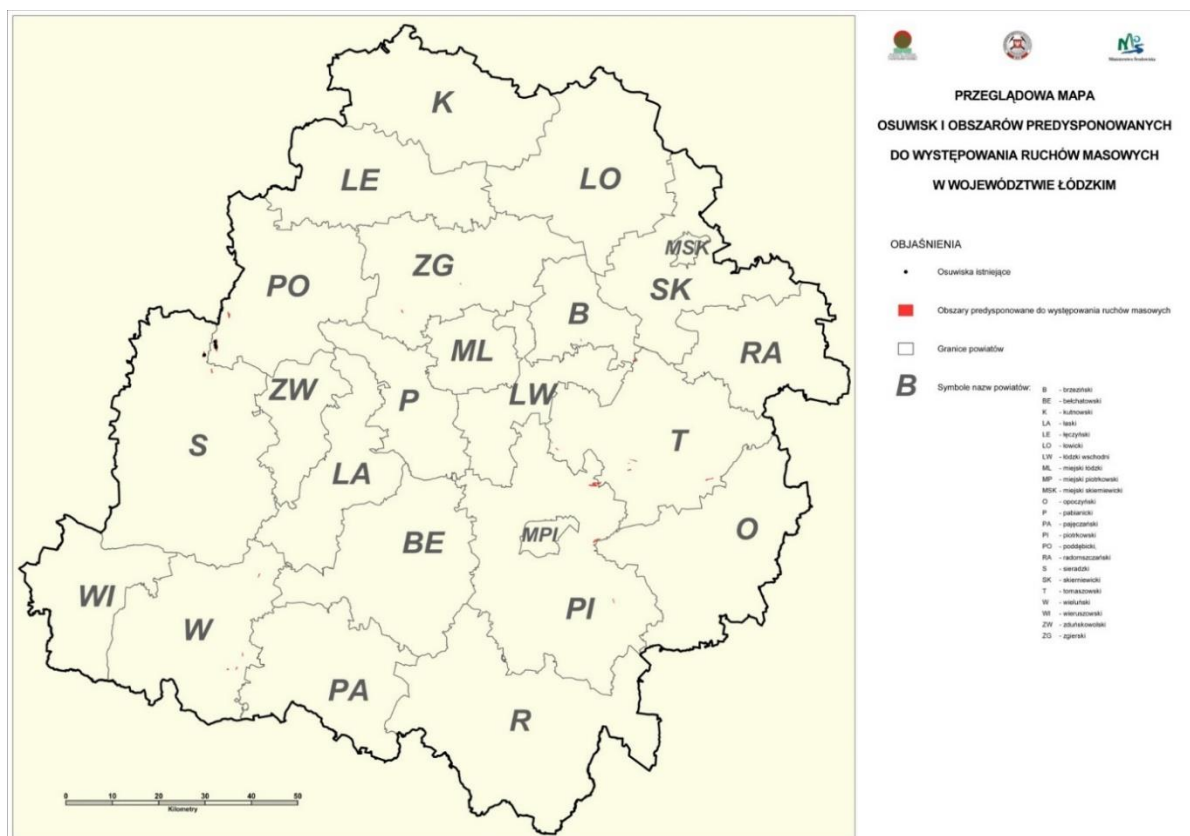 K
LE
LO
MSK
ZG
PO
SK
B
ML
RA
ZW
P
LW
S
T
LA
BE
O
MPI
WI
W
PI
PA
R
0 10 20 30 40 50
Kilometry
Ministerstwo Środowiska
PRZEGLĄDOWA MAPA
OSUWISK I OBSZARÓW PREDYSPONOWANYCH
DO WYSTĘPOWANIA RUCHÓW MASOWYCH
W WOJEWÓDZTWIE ŁÓDZKIM
OBJAŚNIENIA
Osuwiska istniejące
Obszary predysponowane do występowania ruchów masowych
Granice powiatów
B Symbole nazw powiatów:
B - brzeziński
BE - bełchatowski
K - kutnowski
LA - łaski
LE - łęczyński
LO - łowicki
LW - łódzki wschodni
ML - miejski łódzki
MP - miejski piotrkowski
MSK - miejski skierniewicki
O - opoczyński
P - pabianicki
PA - pajęczański
PI - piotrkowski
PO - poddębicki,
RA - radomszczański
S - sieradzki
SK - skierniewicki
T - tomaszowski
W - wieluński
WI - wieruszowski
ZW - zduńskowolski
ZG - zgierski